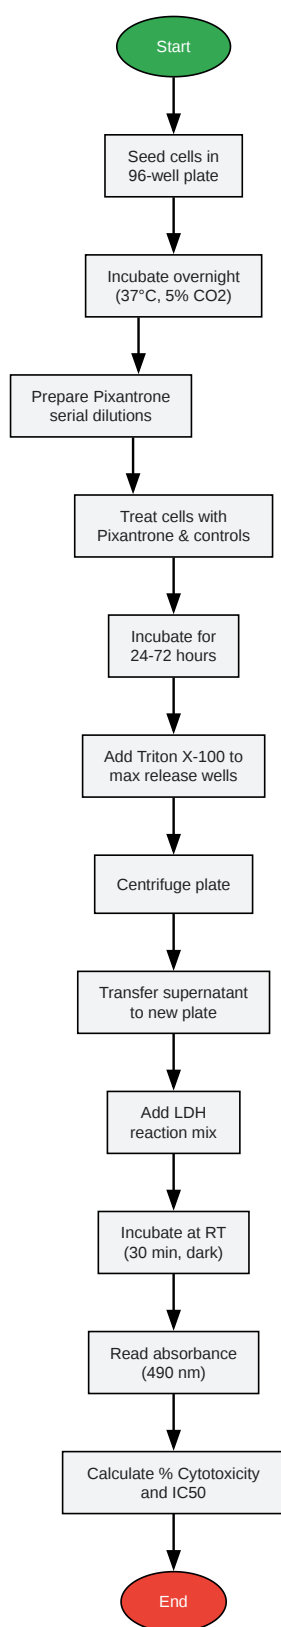 Start
Seed cells in
96-well plate
Incubate overnight
(37°C, 5% CO2)
Prepare Pixantrone
serial dilutions
Treat cells with
Pixantrone & controls
Incubate for
24-72 hours
Add Triton X-100 to
max release wells
Centrifuge plate
Transfer supernatant
to new plate
Add LDH
reaction mix
Incubate at RT
(30 min, dark)
Read absorbance
(490 nm)
Calculate % Cytotoxicity
and IC50
End